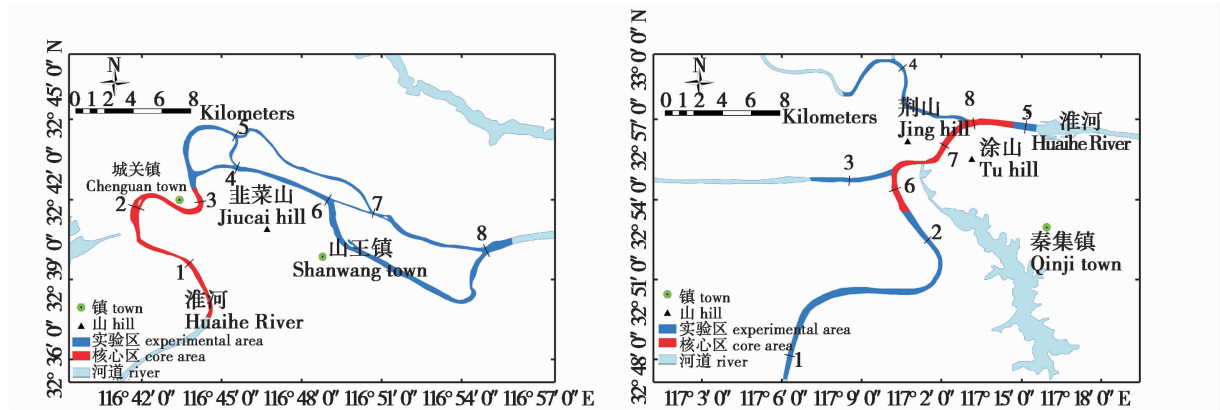 32° 36′ 0″ 32° 39′ 0″ 32° 42′ 0″ 32° 45′ 0″ N
N
0 1 2 4 6 8
Kilometers
5
城关镇
Chenguan town
4
韭菜山
Jiucai hill
2
3
6
7
8
山王镇
Shanwang town
1
淮河
Huaihe River
镇 town
山 hill
实验区 experimental area
核心区 core area
河道 river
116° 42′ 0″ 116° 45′ 0″ 116° 48′ 0″ 116° 51′ 0″ 116° 54′ 0″ 116° 57′ 0″ E
32° 48′ 0″ 32° 51′ 0″ 32° 54′ 0″ 32° 57′ 0″ 33° 0′ 0″ N
N
0 1 2 4 6 8
Kilometers
4
荆山
Jing hill
8
5
淮河
Huaihe River
涂山
Tu hill
7
3
6
2
秦集镇
Qinji town
1
镇 town
山 hill
实验区 experimental area
核心区 core area
河道 river
117° 3′ 0″ 117° 6′ 0″ 117° 9′ 0″ 117° 2′ 0″ 117° 15′ 0″ 117° 18′ 0″ E